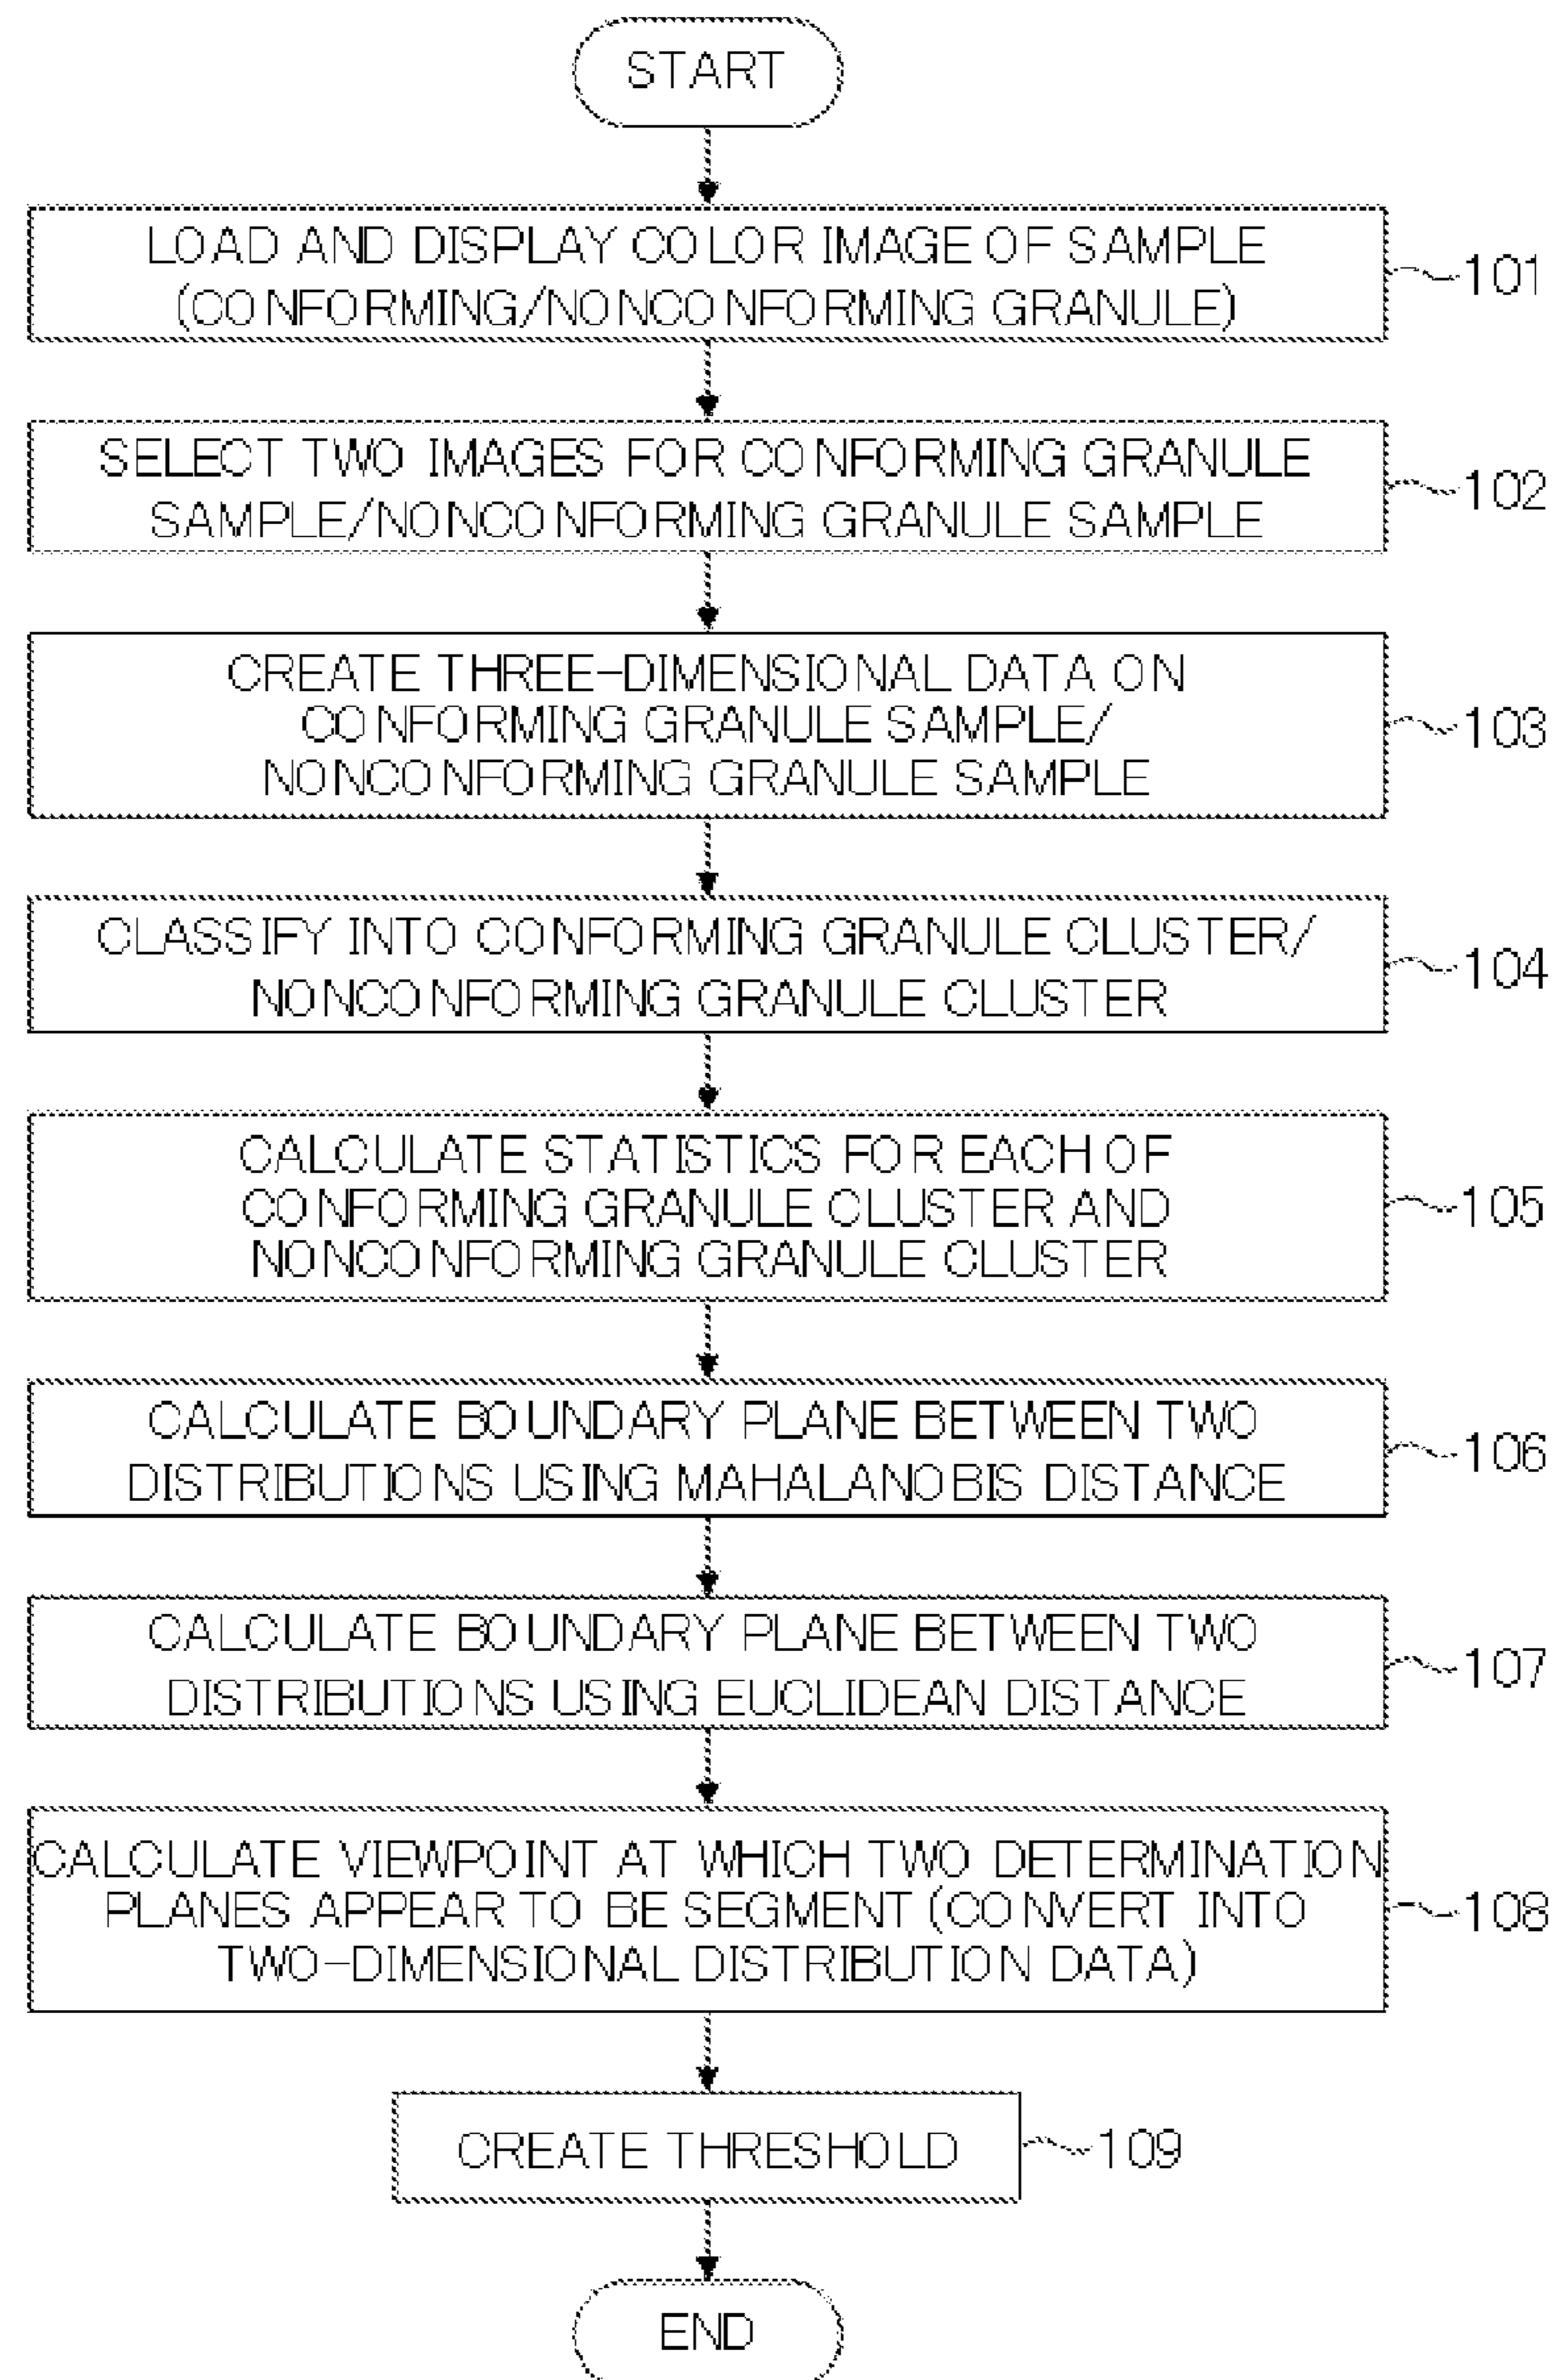 START
LOAD AND DISPLAY COLOR IMAGE OF SAMPLE
(CONFORMING/NONCONFORMING GRANULE)
101
SELECT TWO IMAGES FOR CONFORMING GRANULE
SAMPLE/NONCONFORMING GRANULE SAMPLE
102
CREATE THREE-DIMENSIONAL DATA ON
CONFORMING GRANULE SAMPLE/
NONCONFORMING GRANULE SAMPLE
103
CLASSIFY INTO CONFORMING GRANULE CLUSTER/
NONCONFORMING GRANULE CLUSTER
104
CALCULATE STATISTICS FOR EACH OF
CONFORMING GRANULE CLUSTER AND
NONCONFORMING GRANULE CLUSTER
105
CALCULATE BOUNDARY PLANE BETWEEN TWO
DISTRIBUTIONS USING MAHALANOBIS DISTANCE
106
CALCULATE BOUNDARY PLANE BETWEEN TWO
DISTRIBUTIONS USING EUCLIDEAN DISTANCE
107
CALCULATE VIEWPOINT AT WHICH TWO DETERMINATION
PLANES APPEAR TO BE SEGMENT (CONVERT INTO
TWO-DIMENSIONAL DISTRIBUTION DATA)
108
CREATE THRESHOLD
109
END